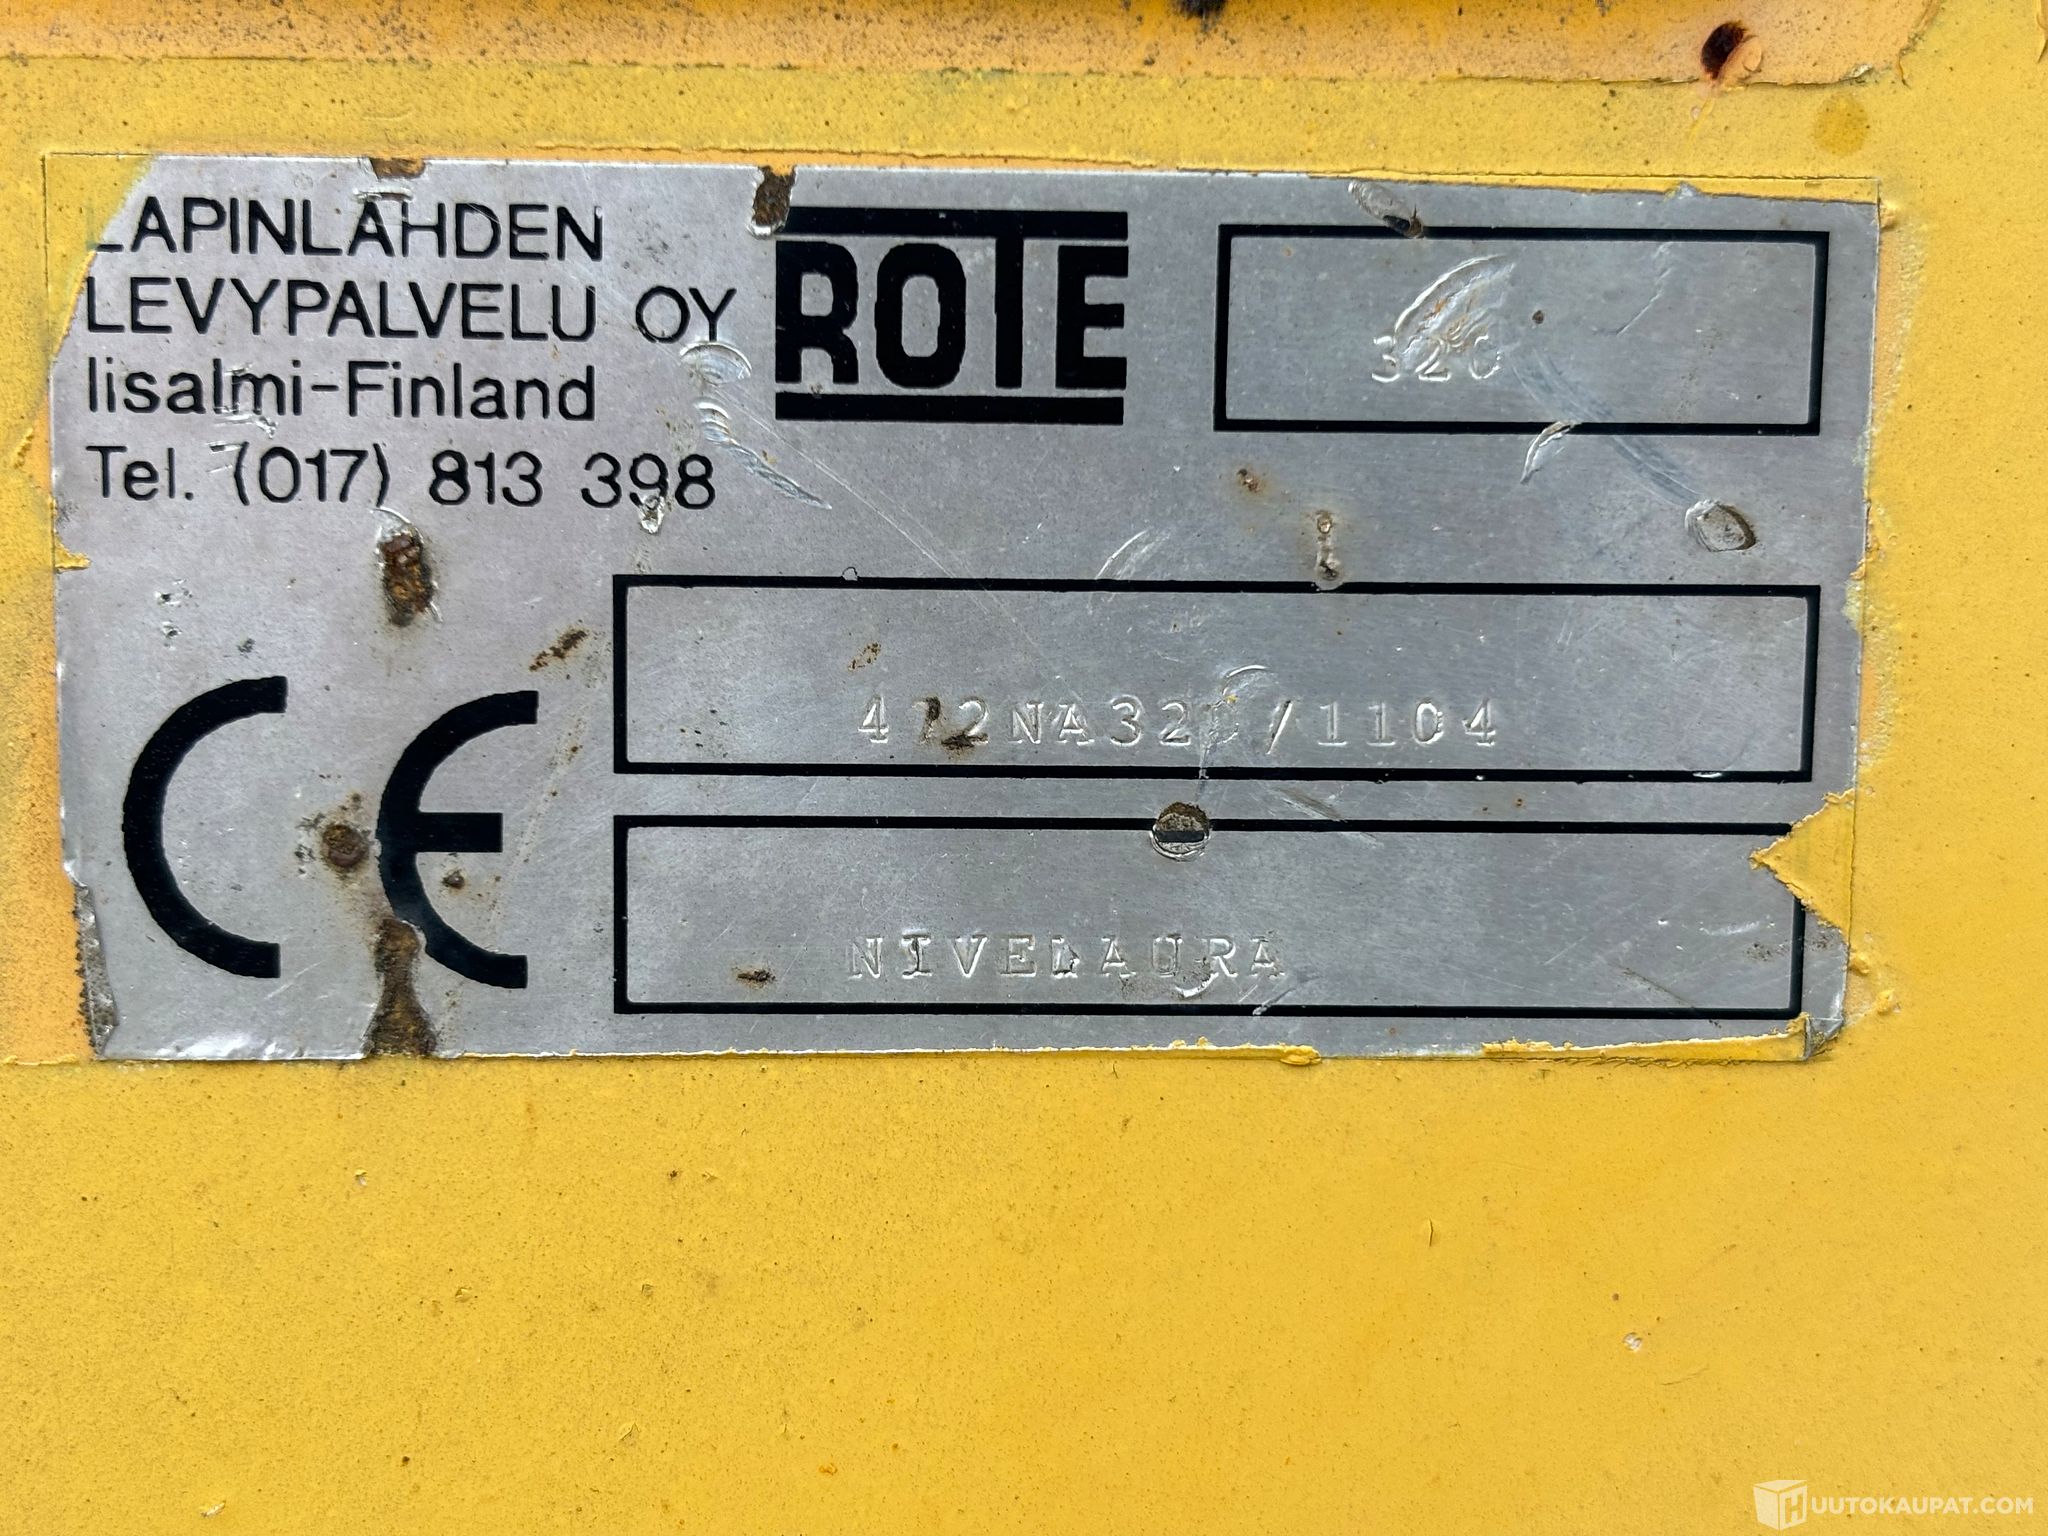 LAPINLAHDEN
LEVYPALVELU OY
Iisalmi-Finland
Tel. (017) 813 398
ROTE
CE
NIVELAURA
HUUTOKAUPAT.COM